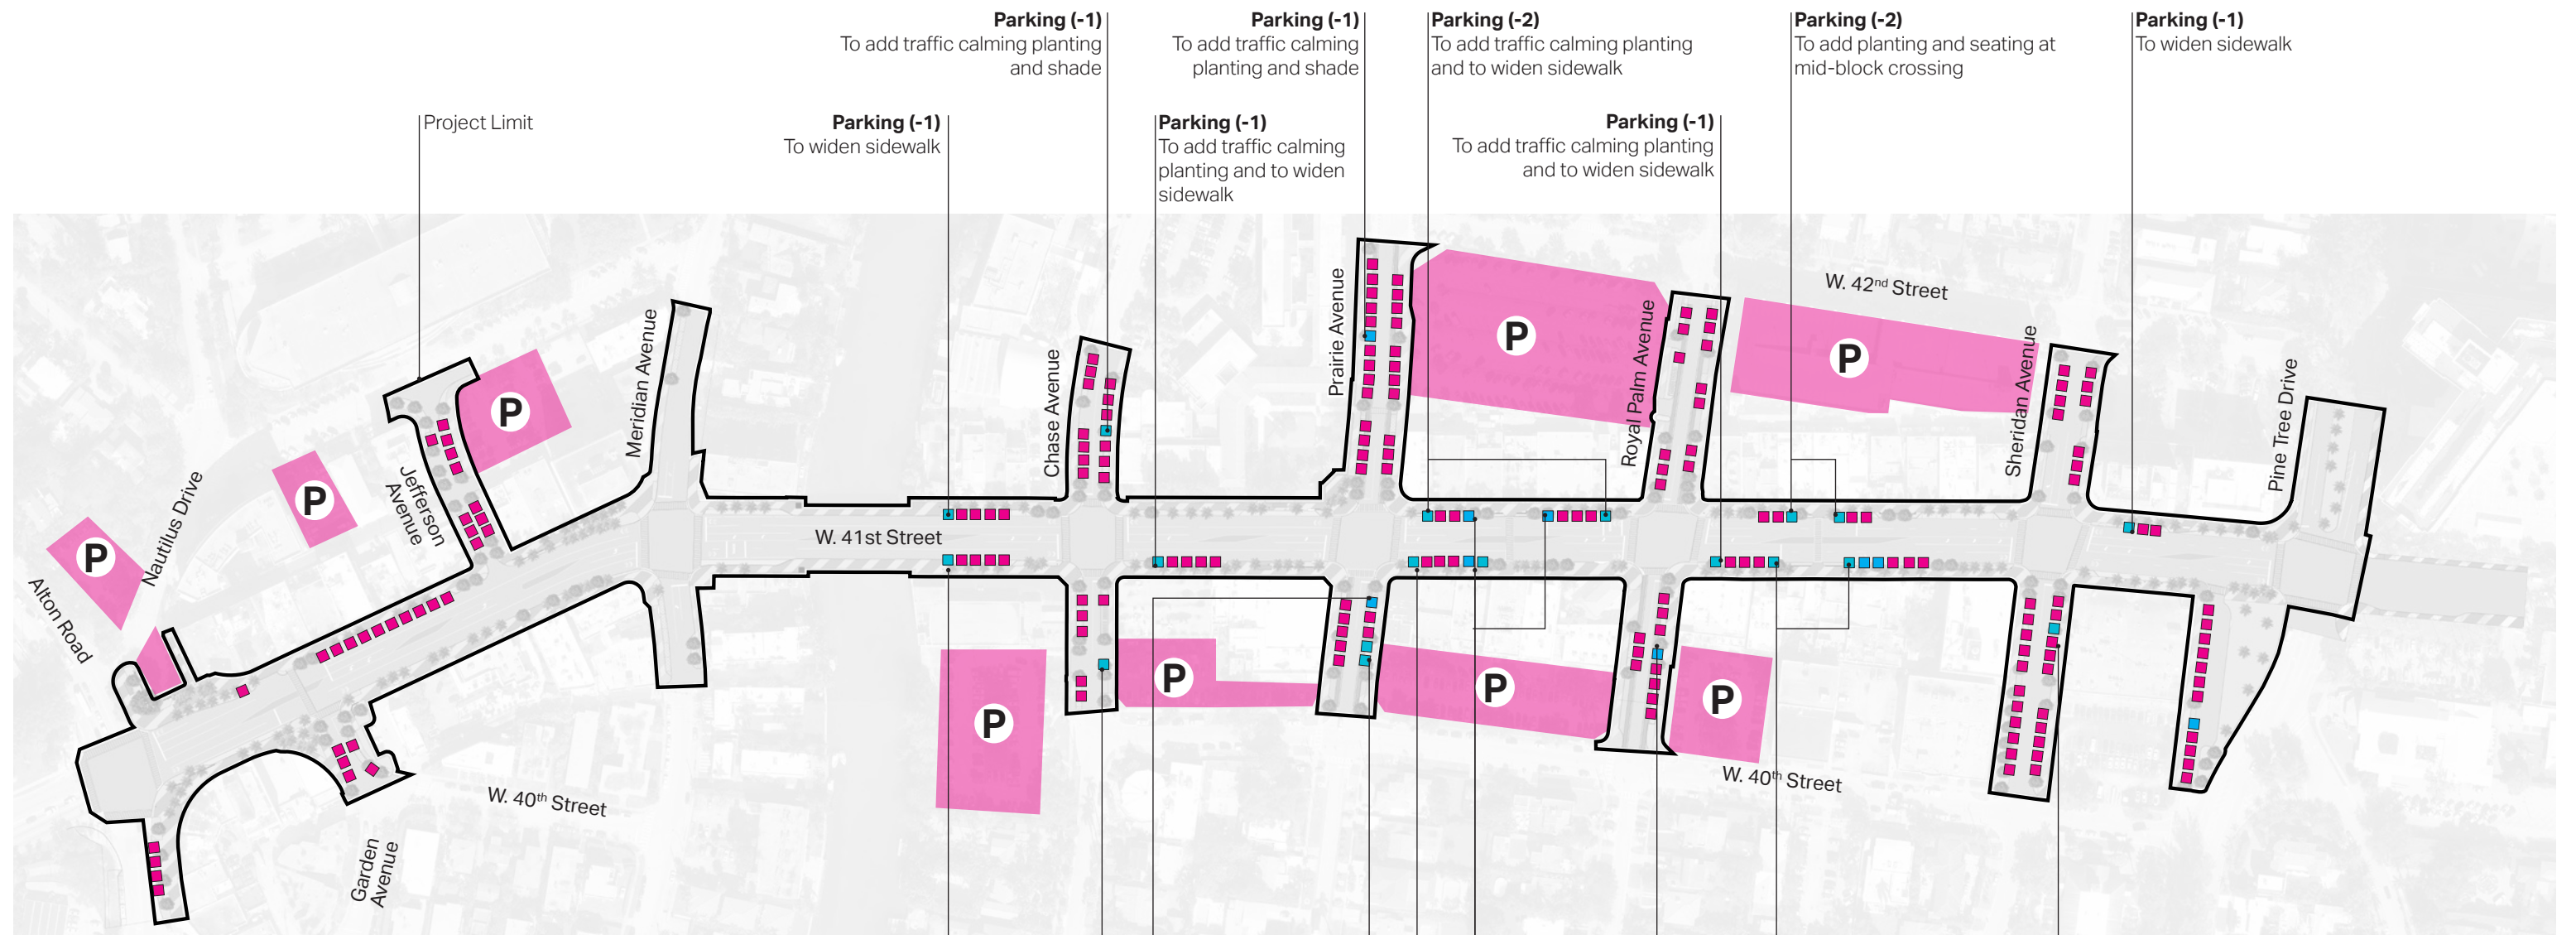 Parking (-1)
To add traffic calming planting
and shade
Parking (-1)
To add traffic calming
planting and shade
Parking (-2)
To add traffic calming planting
and to widen sidewalk
Parking (-2)
To add planting and seating at
mid-block crossing
Parking (-1)
To widen sidewalk
Project Limit
Parking (-1)
To widen sidewalk
Parking (-1)
To add traffic calming
planting and to widen
sidewalk
Parking (-1)
To add traffic calming planting
and to widen sidewalk
W. 42nd Street
Prairie Avenue
Royal Palm Avenue
P
P
Meridian Avenue
Chase Avenue
Sheridan Avenue
Pine Tree Drive
P
P
Jefferson
Avenue
Nautilus Drive
P
W. 41st Street
Alton Road
P
P
P
P
W. 40th Street
W. 40th Street
Garden
Avenue